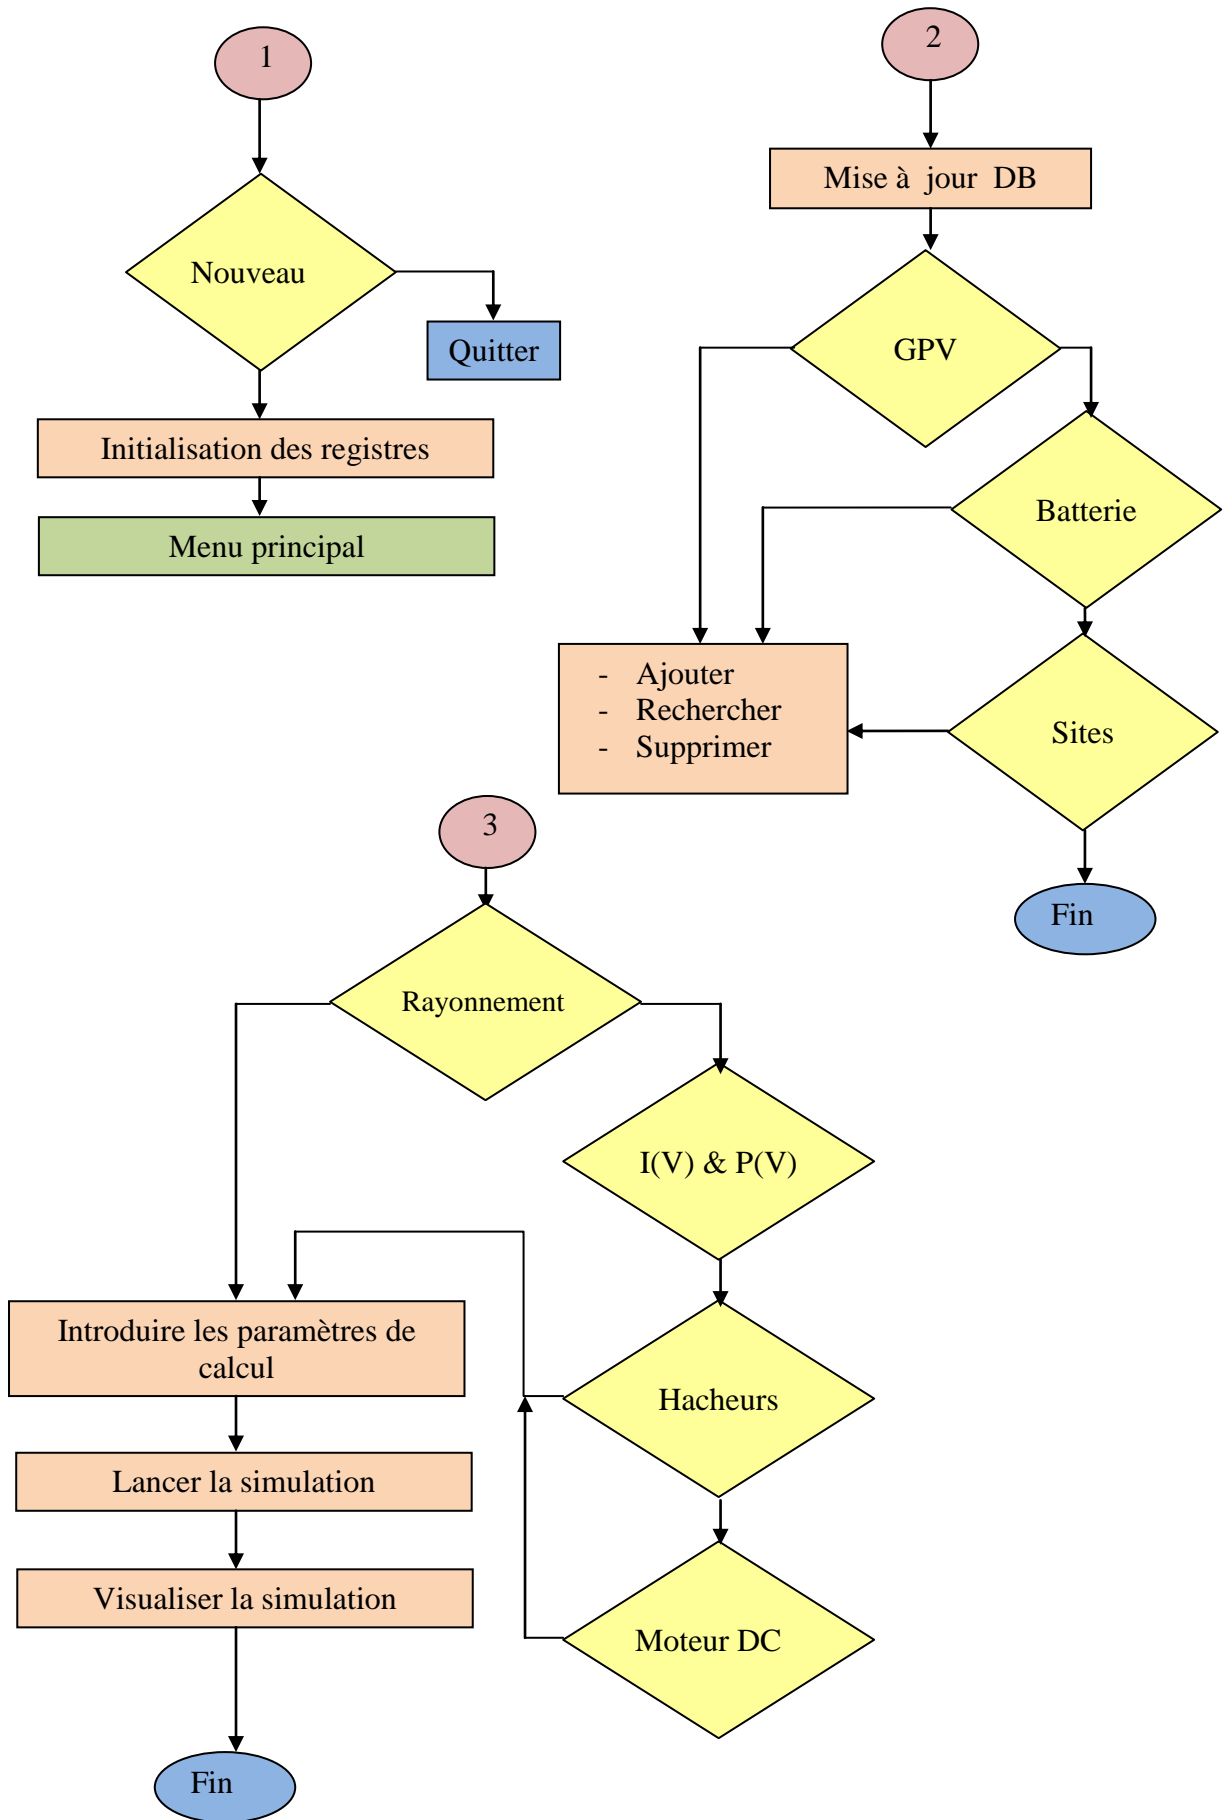 1
Nouveau
Quitter
Initialisation des registres
Menu principal
2
Mise à jour DB
GPV
Batterie
- Ajouter
- Rechercher
- Supprimer
Sites
Fin
3
Rayonnement
I(V) & P(V)
Introduire les paramètres de
calcul
Hacheurs
Lancer la simulation
Visualiser la simulation
Moteur DC
Fin